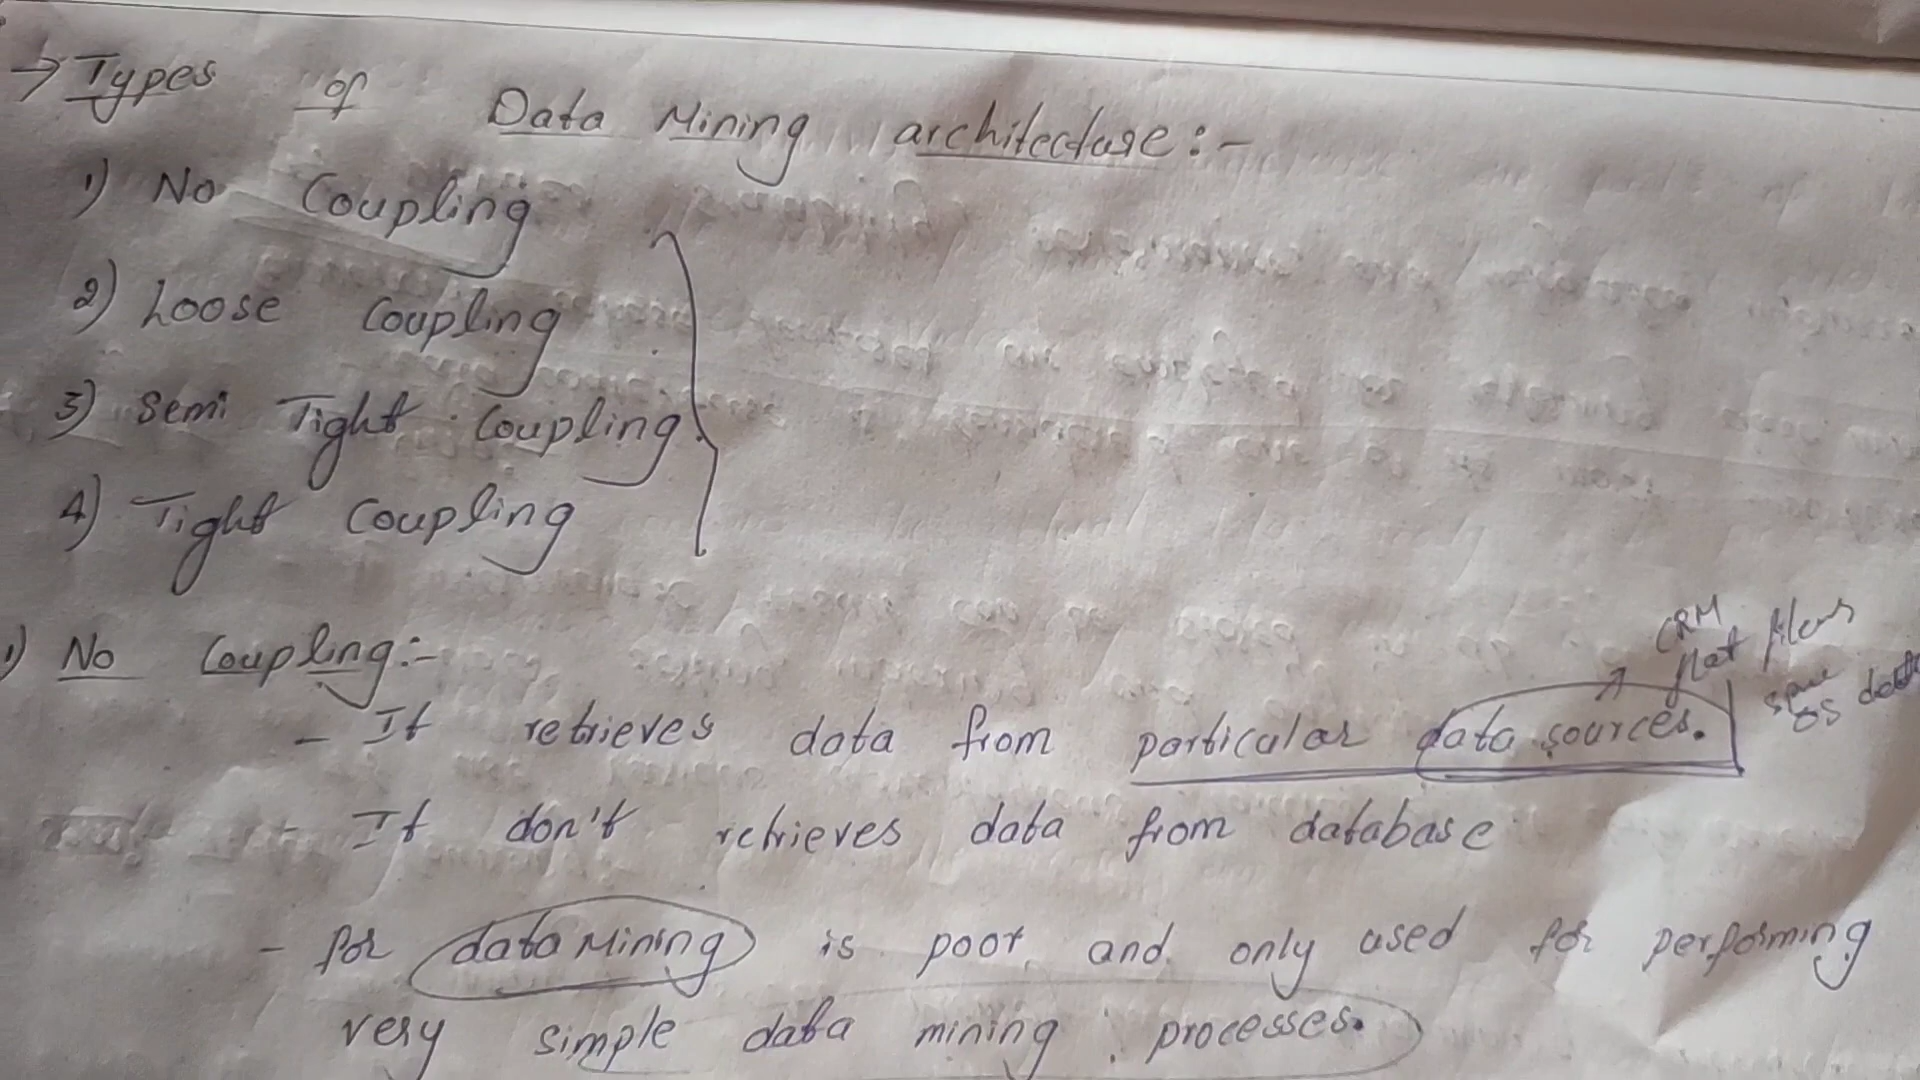 → Types of Data Mining architecture:-
1) No Coupling
2) Loose Coupling
3) Semi Tight Coupling
4) Tight Coupling
1) No Coupling:-
CRM
flat
- It retrieves data from particular data sources.
- It don't retrieves data from database
- for data Mining is poor and only used for performing
very simple data mining processes.